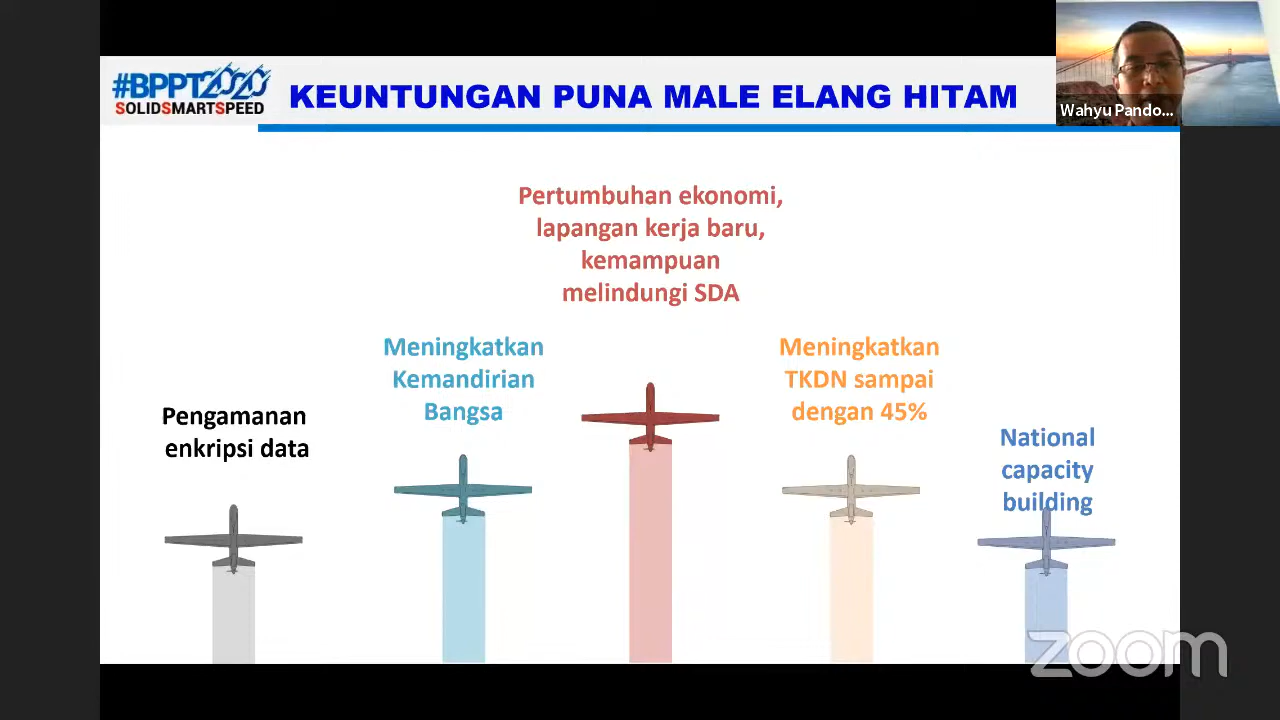 #BPPT2020
SOLIDSMARTSPEED
KEUNTUNGAN PUNA MALE ELANG HITAM
Wahyu Pando...
Pertumbuhan ekonomi,
lapangan kerja baru,
kemampuan
melindungi SDA
Meningkatkan
Kemandirian
Bangsa
Meningkatkan
TKDN sampai
dengan 45%
Pengamanan
enkripsi data
National
capacity
building
zoom